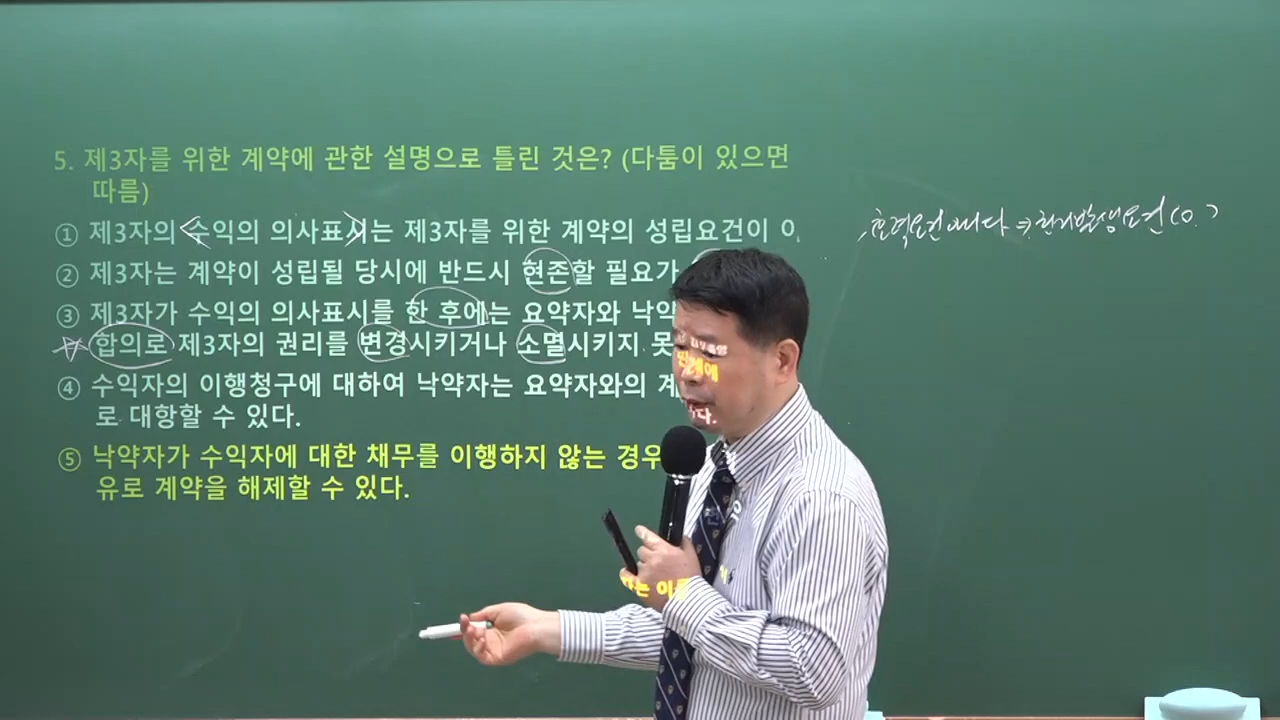 5. 제3자를 위한 계약에 관한 설명으로 틀린 것은? (다툼이 있으면
따름)
① 제3자의 수익의 의사표시는 제3자를 위한 계약의 성립요건이
② 제3자는 계약이 성립될 당시에 반드시 현존할 필요가
③ 제3자가 수익의 의사표시를 한 후에는 요약자와 낙약
합의로 제3자의 권리를 변경시키거나 소멸시키지 못
④ 수익자의 이행청구에 대하여 낙약자는 요약자와의 계
로 대항할 수 있다.
⑤ 낙약자가 수익자에 대한 채무를 이행하지 않는 경우
유로 계약을 해제할 수 있다.
⇒ 권리발생요건(O)